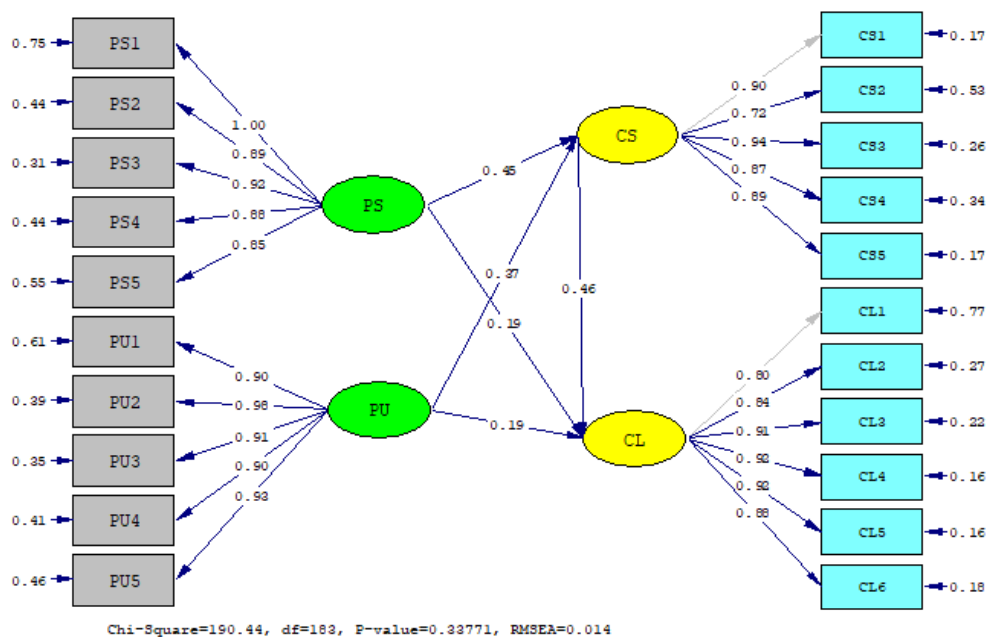 0.75 PS1
0.44 PS2
0.31 PS3
0.44 PS4
0.55 PS5
0.61 PU1
0.39 PU2
0.35 PU3
0.41 PU4
0.46 PU5
1.00
0.89
0.92
0.88
0.85
0.90
0.98
0.91
0.90
0.93
PS
PU
0.45
0.37
0.19
0.19
0.46
CS
CL
0.90
0.72
0.94
0.87
0.89
0.80
0.84
0.91
0.92
0.92
0.88
CS1 0.17
CS2 0.53
CS3 0.26
CS4 0.34
CS5 0.17
CL1 0.77
CL2 0.27
CL3 0.22
CL4 0.16
CL5 0.16
CL6 0.18
Chi-Square=190.44, df=183, P-value=0.33771, RMSEA=0.014